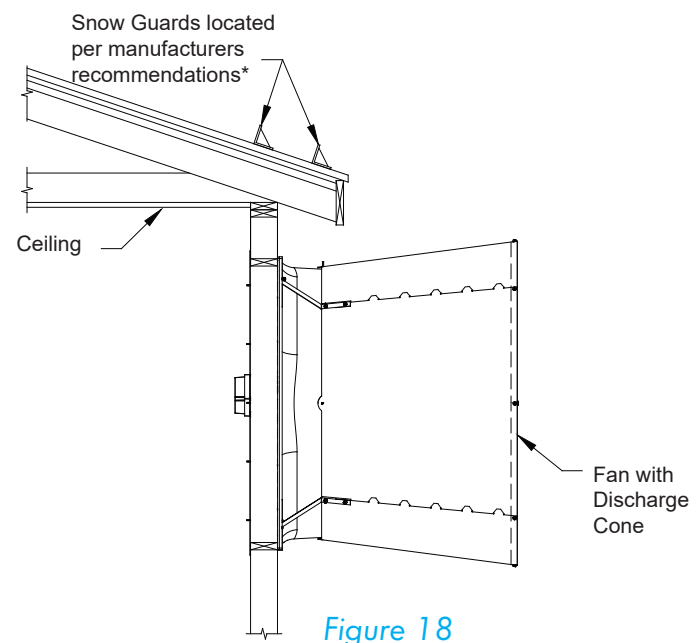 Snow Guards located
per manufacturers
recommendations*
Ceiling
Fan with
Discharge
Cone
Figure 18